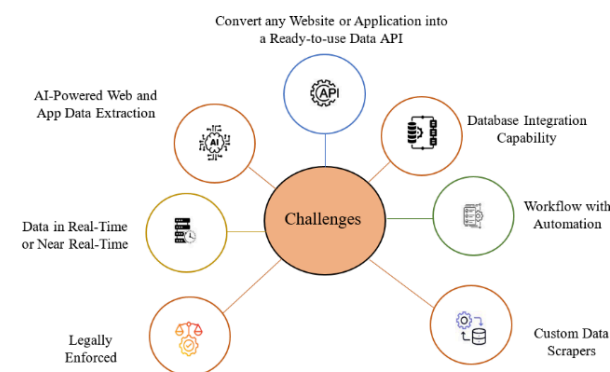 Convert any Website or Application into
a Ready-to-use Data API
API
AI-Powered Web and
App Data Extraction
AI
Database Integration
Capability
Challenges
Data in Real-Time
or Near Real-Time
Workflow with
Automation
Legally
Enforced
Custom Data
Scrapers